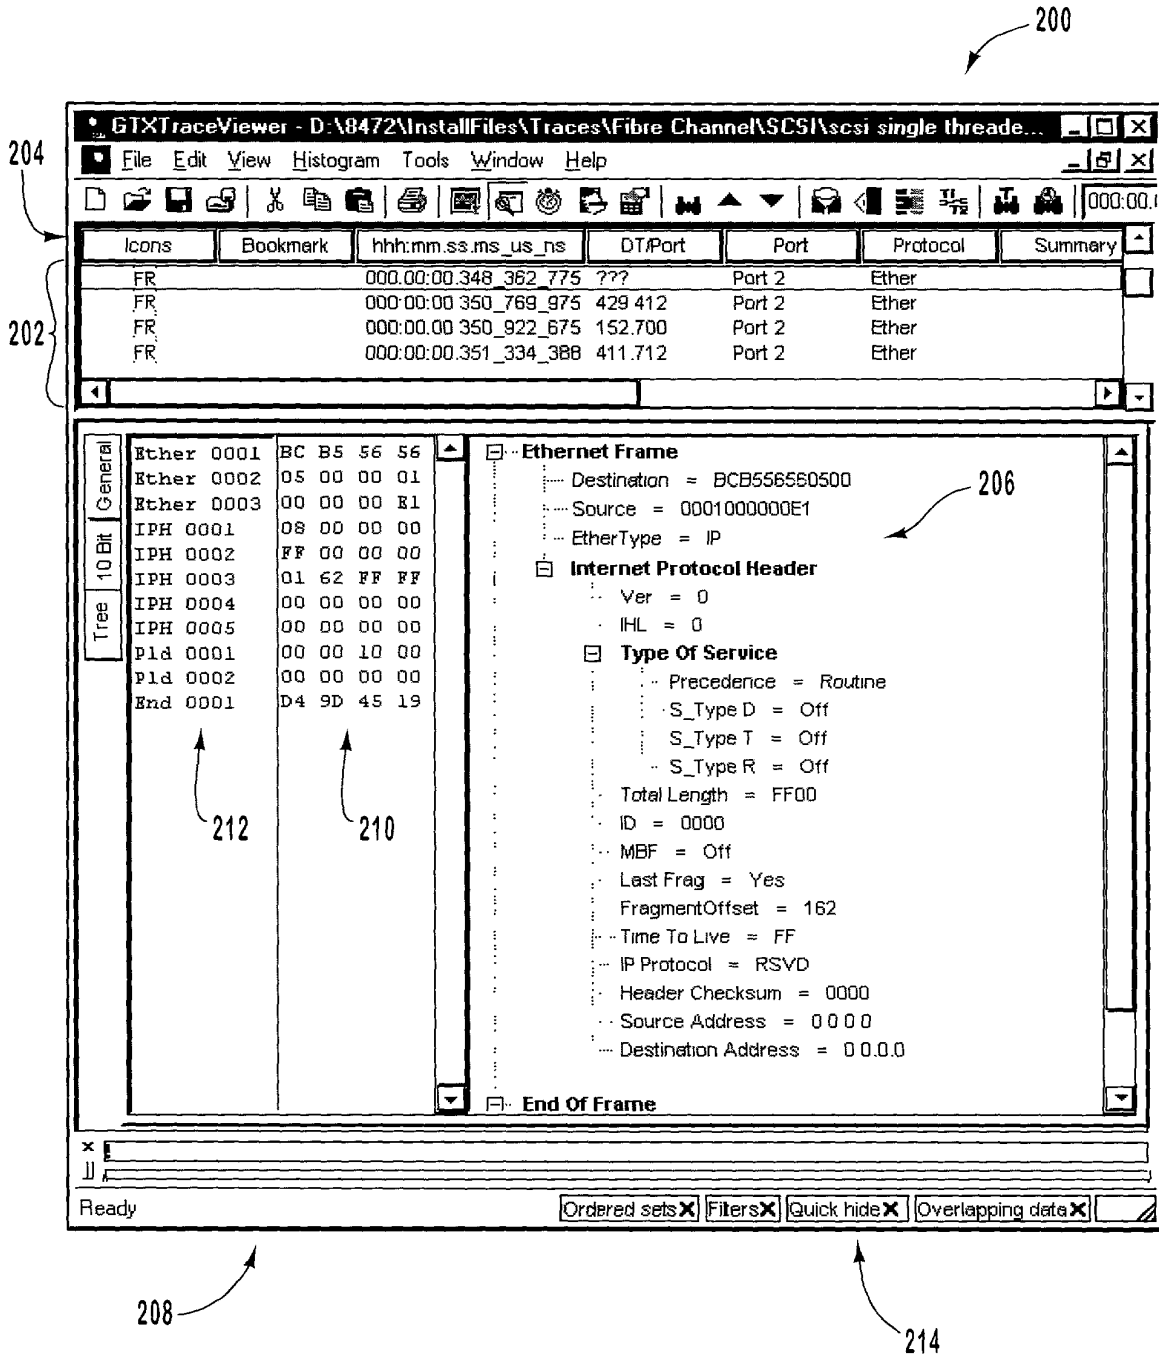 200
GTXTraceViewer - D:\8472\InstallFiles\Traces\Fibre Channel\SCSI\scsi single threade...
204
File Edit View Histogram Tools Window Help
000:00.
Icons Bookmark hhh:mm.ss.ms_us_ns DT/Port Port Protocol Summary
202
FR 000.00:00.348_362_775 ??? Port 2 Ether
FR 000:00:00 350_769_975 429 412 Port 2 Ether
FR 000:00:00 350_922_675 152.700 Port 2 Ether
FR 000:00:00.351_334_388 411.712 Port 2 Ether
General
10 Bit
Tree
Ether 0001 BC B5 56 56
Ether 0002 05 00 00 01
Ether 0003 00 00 00 E1
IPH 0001 08 00 00 00
IPH 0002 FF 00 00 00
IPH 0003 01 62 FF FF
IPH 0004 00 00 00 00
IPH 0005 00 00 00 00
Pld 0001 00 00 10 00
Pld 0002 00 00 00 00
End 0001 D4 9D 45 19
212
210
Ethernet Frame
Destination = BCB556560500
206
Source = 0001000000E1
EtherType = IP
Internet Protocol Header
Ver = 0
IHL = 0
Type Of Service
Precedence = Routine
S_Type D = Off
S_Type T = Off
S_Type R = Off
Total Length = FF00
ID = 0000
MBF = Off
Last Frag = Yes
FragmentOffset = 162
Time To Live = FF
IP Protocol = RSVD
Header Checksum = 0000
Source Address = 0 0 0 0
Destination Address = 0 0.0.0
End Of Frame
Ready Ordered sets Filters Quick hide Overlapping data
208
214